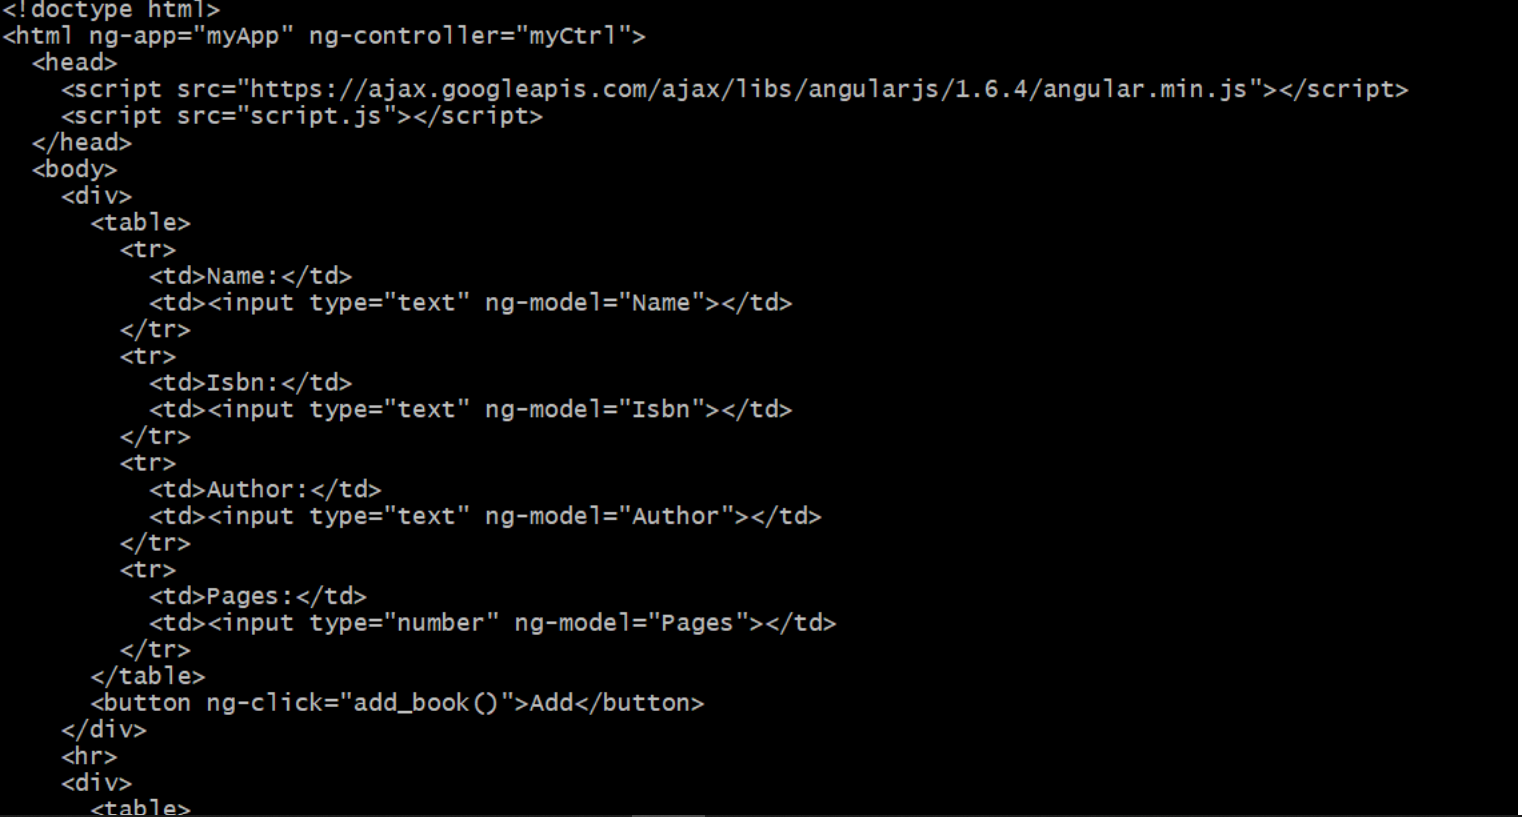 <!doctype html>
<html ng-app="myApp" ng-controller="myCtrl">
  <head>
    <script src="https://ajax.googleapis.com/ajax/libs/angularjs/1.6.4/angular.min.js"></script>
    <script src="script.js"></script>
  </head>
  <body>
    <div>
      <table>
        <tr>
          <td>Name:</td>
          <td><input type="text" ng-model="Name"></td>
        </tr>
        <tr>
          <td>Isbn:</td>
          <td><input type="text" ng-model="Isbn"></td>
        </tr>
        <tr>
          <td>Author:</td>
          <td><input type="text" ng-model="Author"></td>
        </tr>
        <tr>
          <td>Pages:</td>
          <td><input type="number" ng-model="Pages"></td>
        </tr>
      </table>
      <button ng-click="add_book()">Add</button>
    </div>
    <hr>
    <div>
      <table>